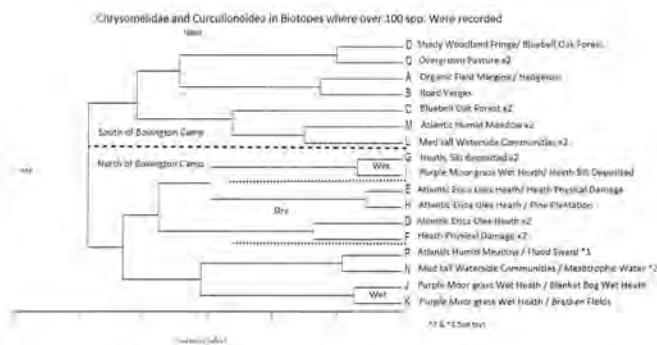 Chrysomelidae and Curculionoidea in Biotopes where over 100 spp. Were recorded
D Shady Woodland Fringe/ Bluebell Oak Forest
Q Overgrown Pasture x2
A Organic Field Margins / Hedgerow
B Road Verges
C Bluebell Oak Forest x2
M Atlantic Humid Meadow x2
South of Bovington Camp
L Med tall Waterside Communities x2
North of Bovington Camp
G Heath, Silt deposited x2
Wet
I Purple Moor grass Wet Heath/ Heath Silt Deposited
E Atlantic Erica Ulex Heath/ Heath Physical Damage
H Atlantic Erica Ulex Heath / Pine Plantation
Dry
D Atlantic Erica Ulex Heath x2
F Heath Physical Damage x2
P Atlantic Humid Meadow / Flood Sward *1
N Med tall Waterside Communities / Mesotrophic Water *2
J Purple Moor grass Wet Heath / Blanket Bog Wet Heath
Wet
K Purple Moor grass Wet Heath / Bracken Fields